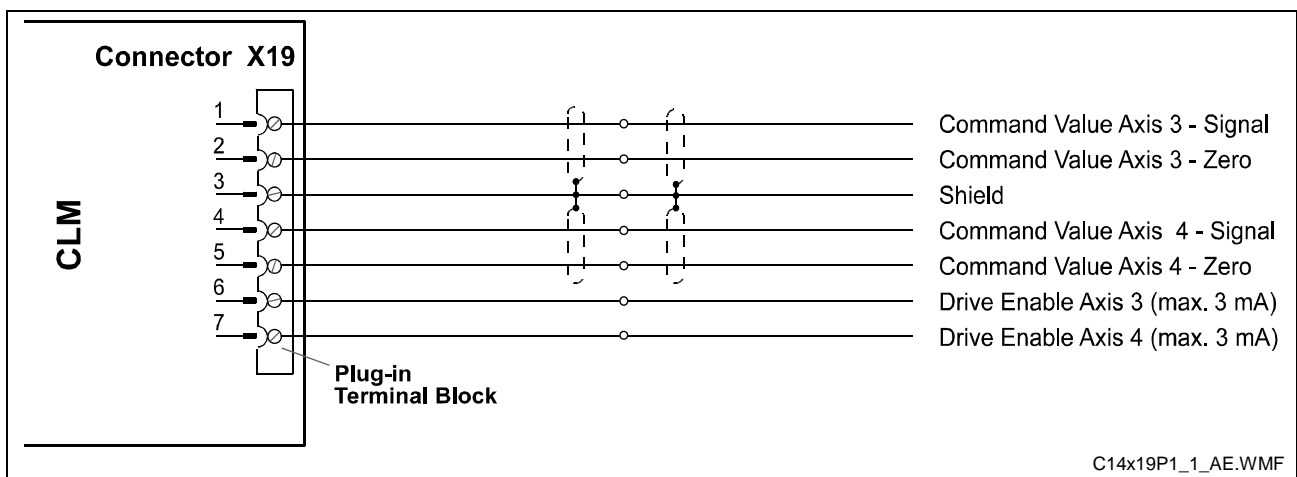 Connector X19
1
Command Value Axis 3 - Signal
2
Command Value Axis 3 - Zero
3
Shield
4
Command Value Axis 4 - Signal
5
Command Value Axis 4 - Zero
6
Drive Enable Axis 3 (max. 3 mA)
7
Drive Enable Axis 4 (max. 3 mA)
CLM
Plug-in
Terminal Block
C14x19P1_1_AE.WMF